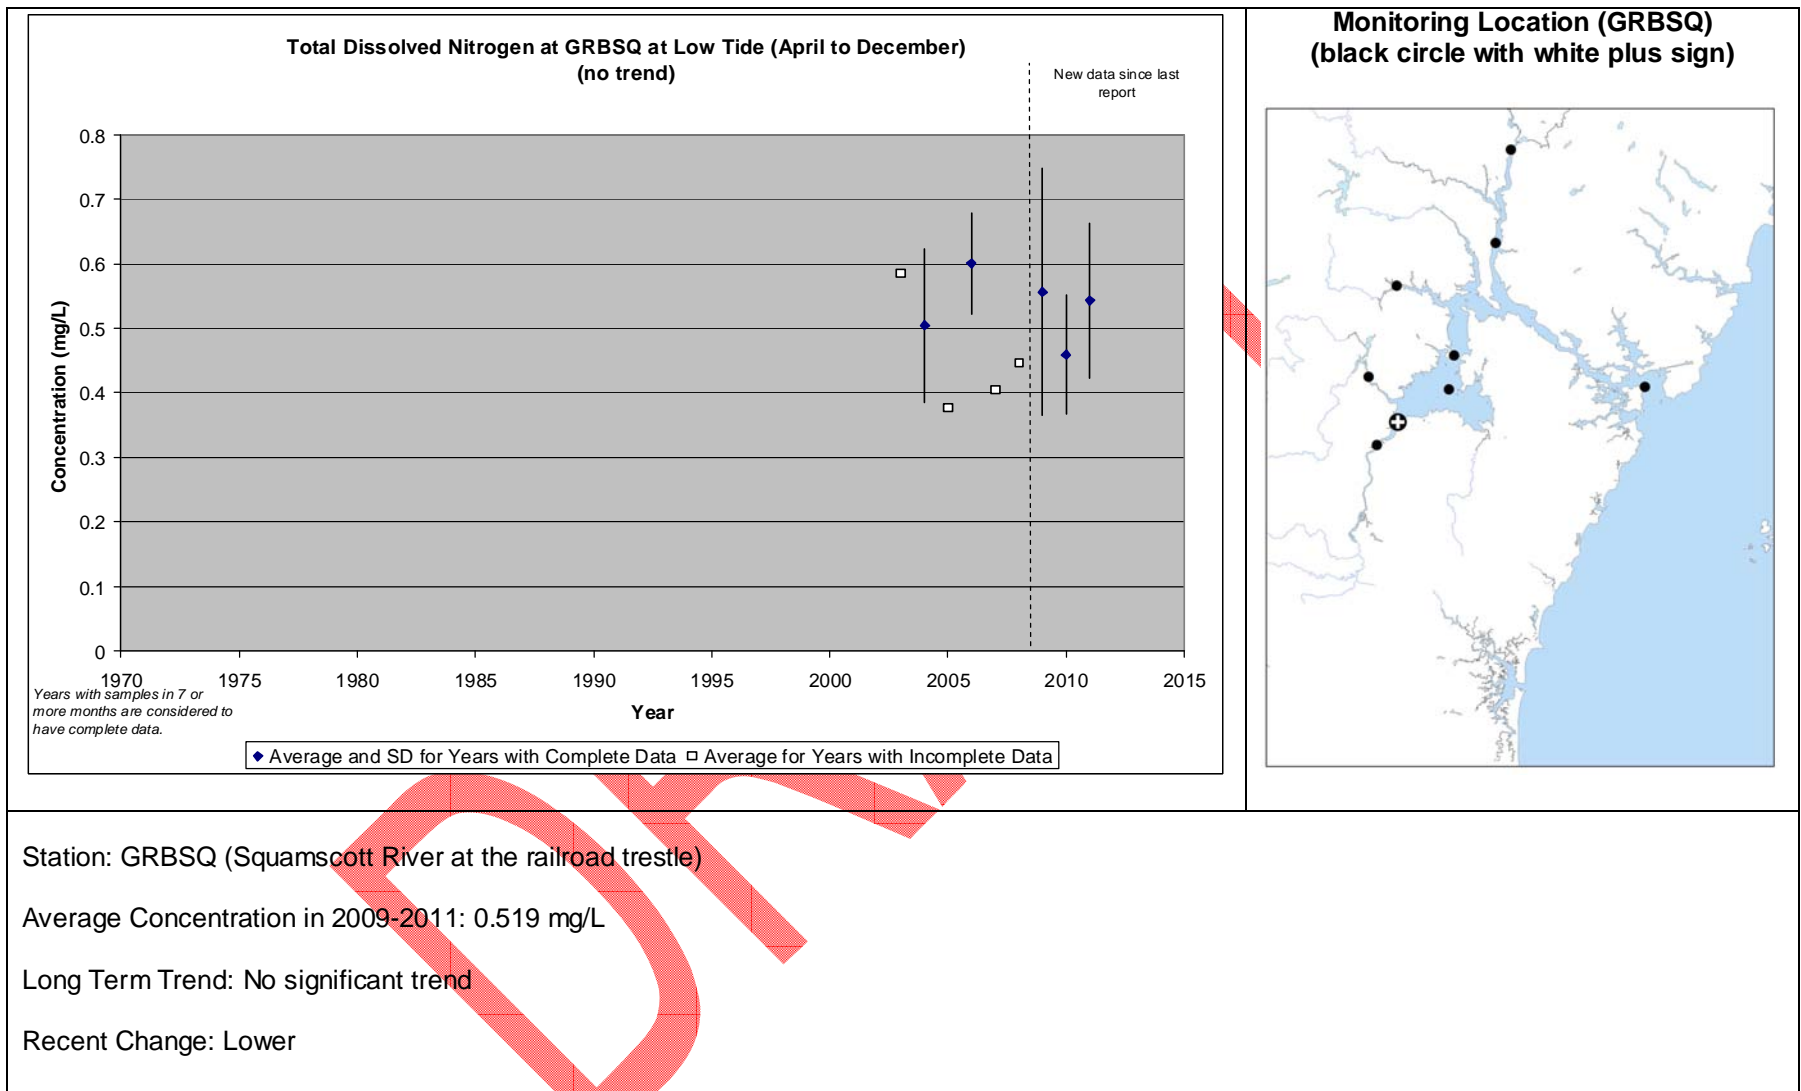 Total Dissolved Nitrogen at GRBSQ at Low Tide (April to December)
(no trend)
New data since last
report
0.8
0.7
0.6
0.5
0.4
0.3
0.2
0.1
0
Concentration (mg/L)
1970 1975 1980 1985 1990 1995 2000 2005 2010 2015
Year
Years with samples in 7 or
more months are considered to
have complete data.
Average and SD for Years with Complete Data Average for Years with Incomplete Data
Monitoring Location (GRBSQ)
(black circle with white plus sign)
Station: GRBSQ (Squamscott River at the railroad trestle)
Average Concentration in 2009-2011: 0.519 mg/L
Long Term Trend: No significant trend
Recent Change: Lower